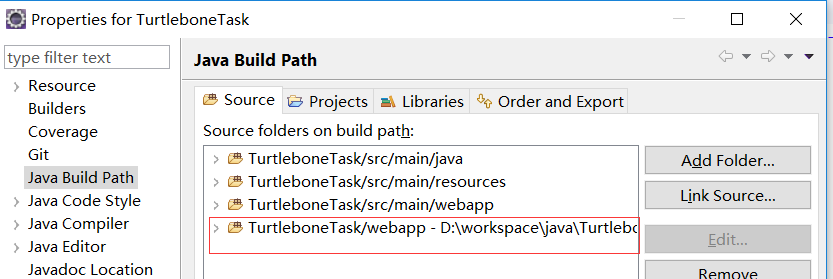 Properties for TurtleboneTask
type filter text
Resource
Builders
Coverage
Git
Java Build Path
Java Code Style
Java Compiler
Java Editor
Javadoc Location
Java Build Path
Source Projects Libraries Order and Export
Source folders on build path:
TurtleboneTask/src/main/java
TurtleboneTask/src/main/resources
TurtleboneTask/src/main/webapp
TurtleboneTask/webapp - D:\workspace\java\Turtlebo
Add Folder...
Link Source...
Edit...
Remove